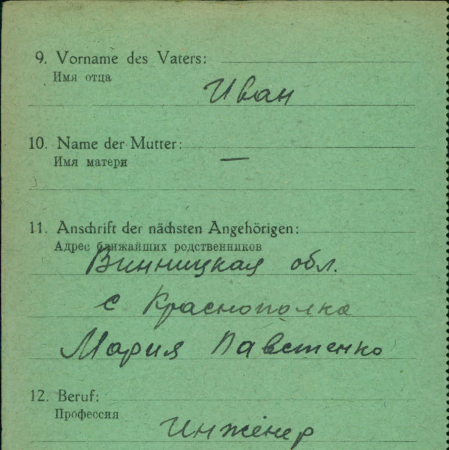 9. Vorname des Vaters:
Имя отца
Иван
10. Name der Mutter:
Имя матери
—
11. Anschrift der nächsten Angehörigen:
Адрес ближайших родственников
Винницкая обл.
с Краснополка
Мария Павстенко
12. Beruf:
Профессия
Инженер